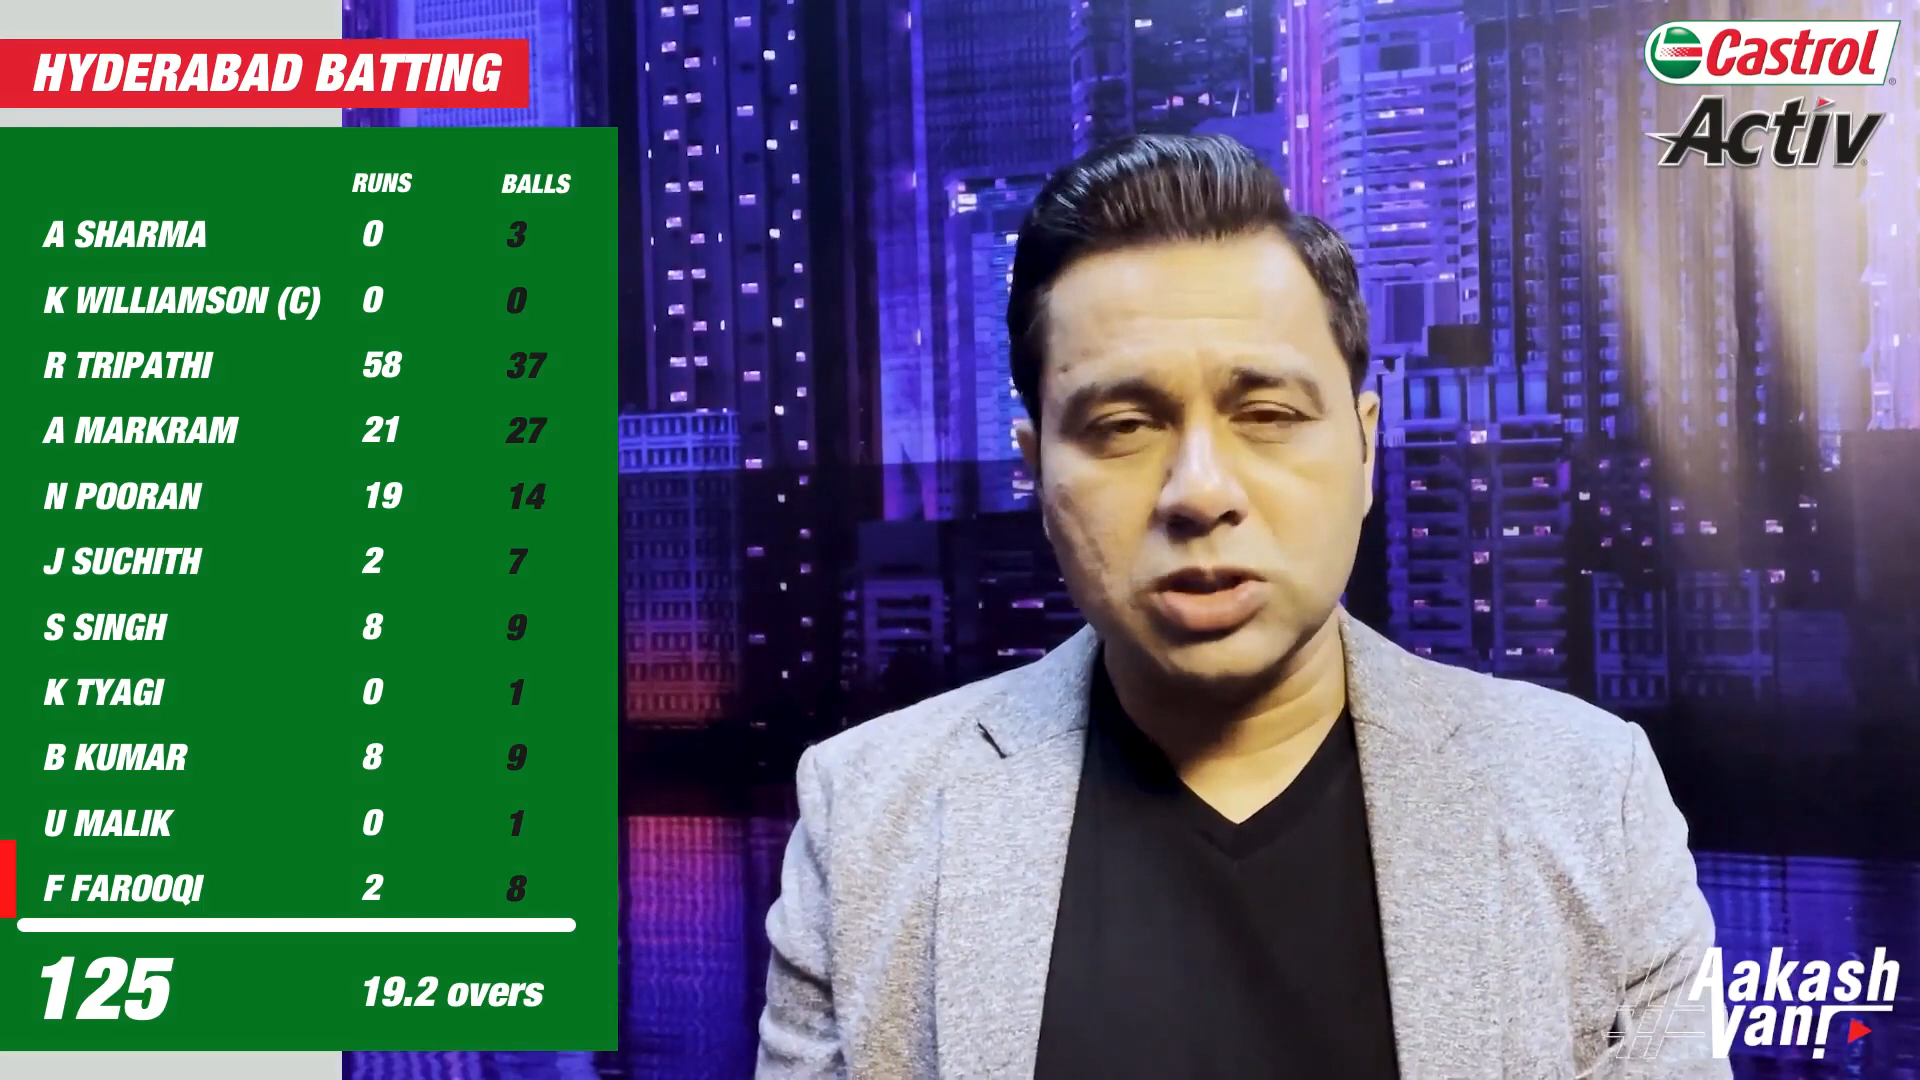 HYDERABAD BATTING
RUNS BALLS
A SHARMA 0 3
K WILLIAMSON (C) 0 0
R TRIPATHI 58 37
A MARKRAM 21 27
N POORAN 19 14
J SUCHITH 2 7
S SINGH 8 9
K TYAGI 0 1
B KUMAR 8 9
U MALIK 0 1
F FAROOQI 2 8
125 19.2 overs
Castrol
Activ
#Aakash
Vani